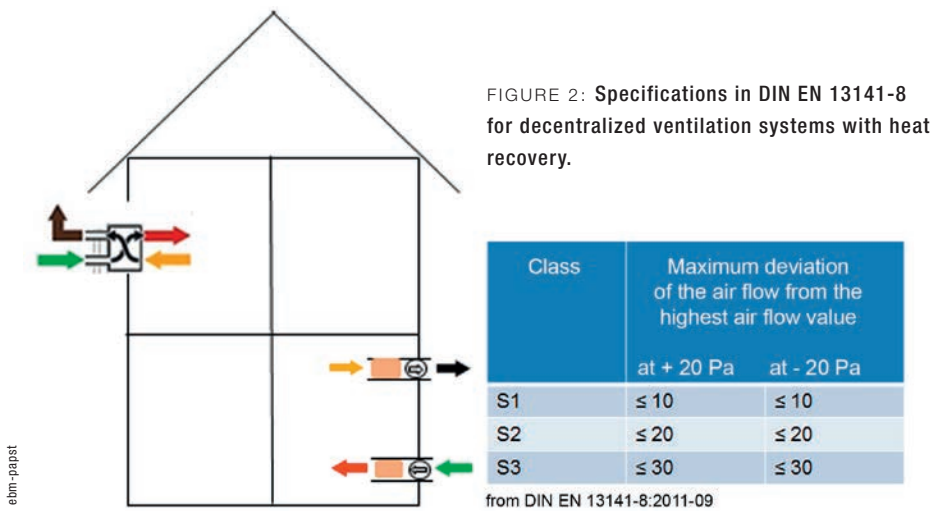 FIGURE 2: Specifications in DIN EN 13141-8
for decentralized ventilation systems with heat
recovery.
Class Maximum deviation
of the air flow from the
highest air flow value
at + 20 Pa at - 20 Pa
S1 ≤ 10 ≤ 10
S2 ≤ 20 ≤ 20
S3 ≤ 30 ≤ 30
from DIN EN 13141-8:2011-09
ebm-papst